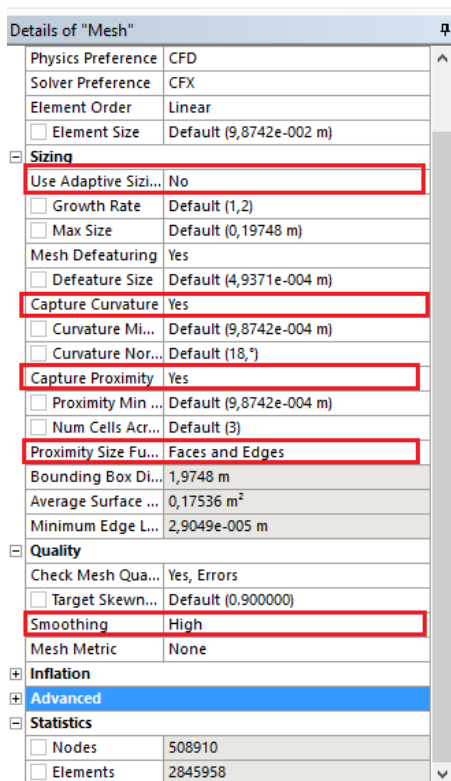 Details of "Mesh"
Physics Preference CFD
Solver Preference CFX
Element Order Linear
Element Size Default (9,8742e-002 m)
Sizing
Use Adaptive Sizi... No
Growth Rate Default (1,2)
Max Size Default (0,19748 m)
Mesh Defeaturing Yes
Defeature Size Default (4,9371e-004 m)
Capture Curvature Yes
Curvature Mi... Default (9,8742e-004 m)
Curvature Nor... Default (18,°)
Capture Proximity Yes
Proximity Min ... Default (9,8742e-004 m)
Num Cells Acr... Default (3)
Proximity Size Fu... Faces and Edges
Bounding Box Di... 1,9748 m
Average Surface ... 0,17536 m²
Minimum Edge L... 2,9049e-005 m
Quality
Check Mesh Qua... Yes, Errors
Target Skewn... Default (0.900000)
Smoothing High
Mesh Metric None
Inflation
Advanced
Statistics
Nodes 508910
Elements 2845958